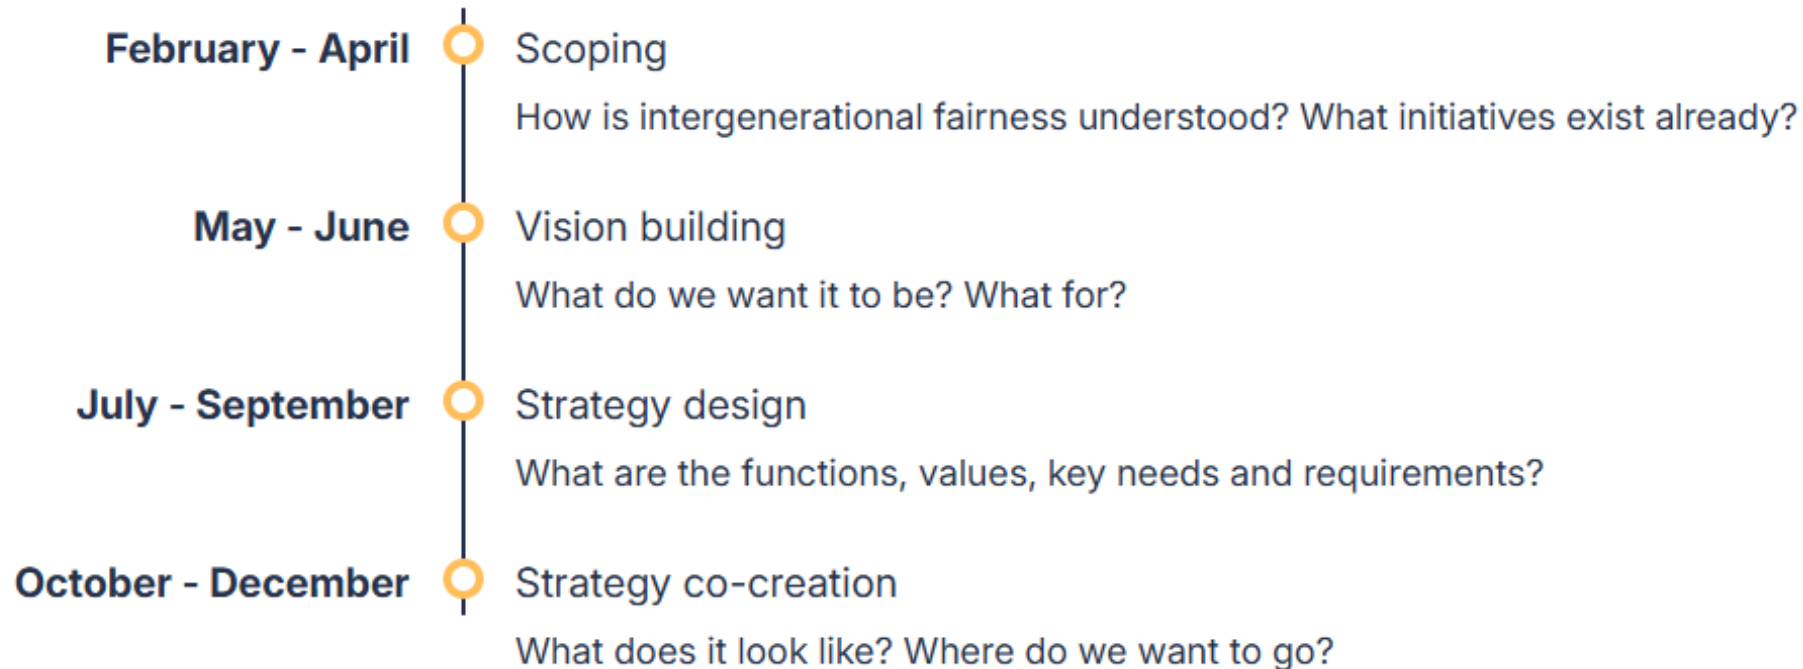 February - April
Scoping
How is intergenerational fairness understood? What initiatives exist already?
May - June
Vision building
What do we want it to be? What for?
July - September
Strategy design
What are the functions, values, key needs and requirements?
October - December
Strategy co-creation
What does it look like? Where do we want to go?